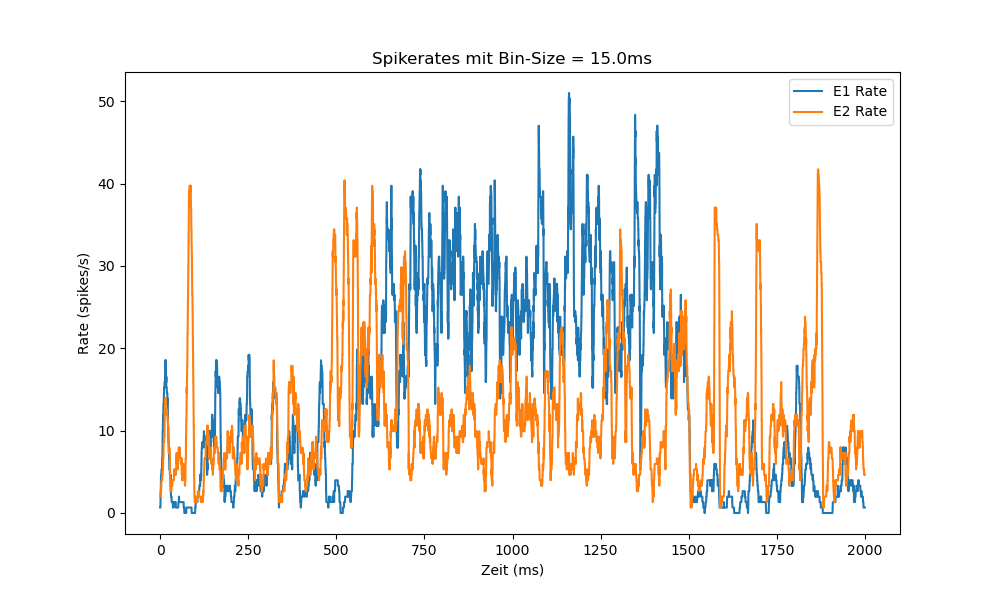 Spikerates mit Bin-Size = 15.0ms
E1 Rate
E2 Rate
Rate (spikes/s)
50
40
30
20
10
0
0 250 500 750 1000 1250 1500 1750 2000
Zeit (ms)